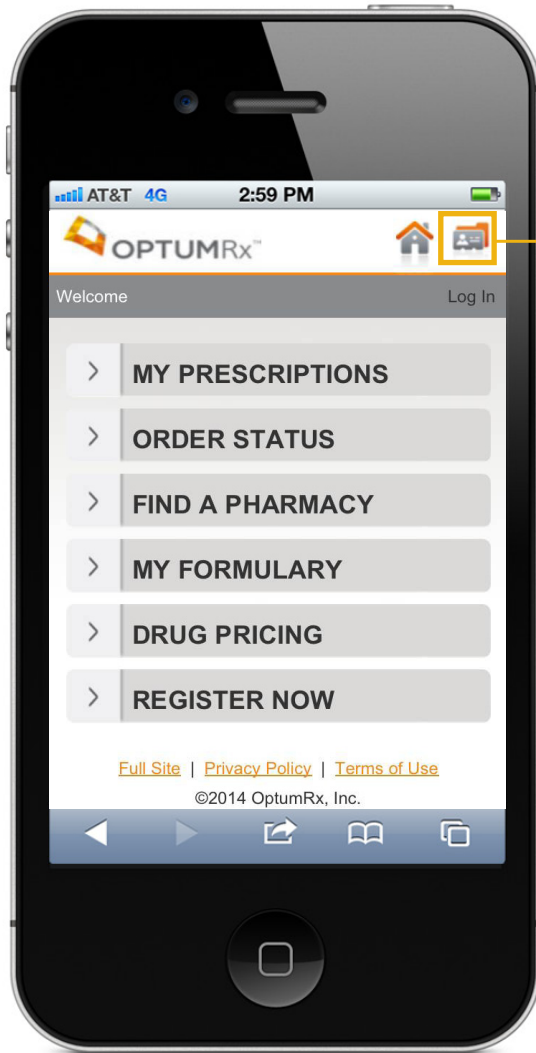 AT&T 4G 2:59 PM
OPTUMRx™
Welcome Log In
MY PRESCRIPTIONS
ORDER STATUS
FIND A PHARMACY
MY FORMULARY
DRUG PRICING
REGISTER NOW
Full Site | Privacy Policy | Terms of Use
©2014 OptumRx, Inc.